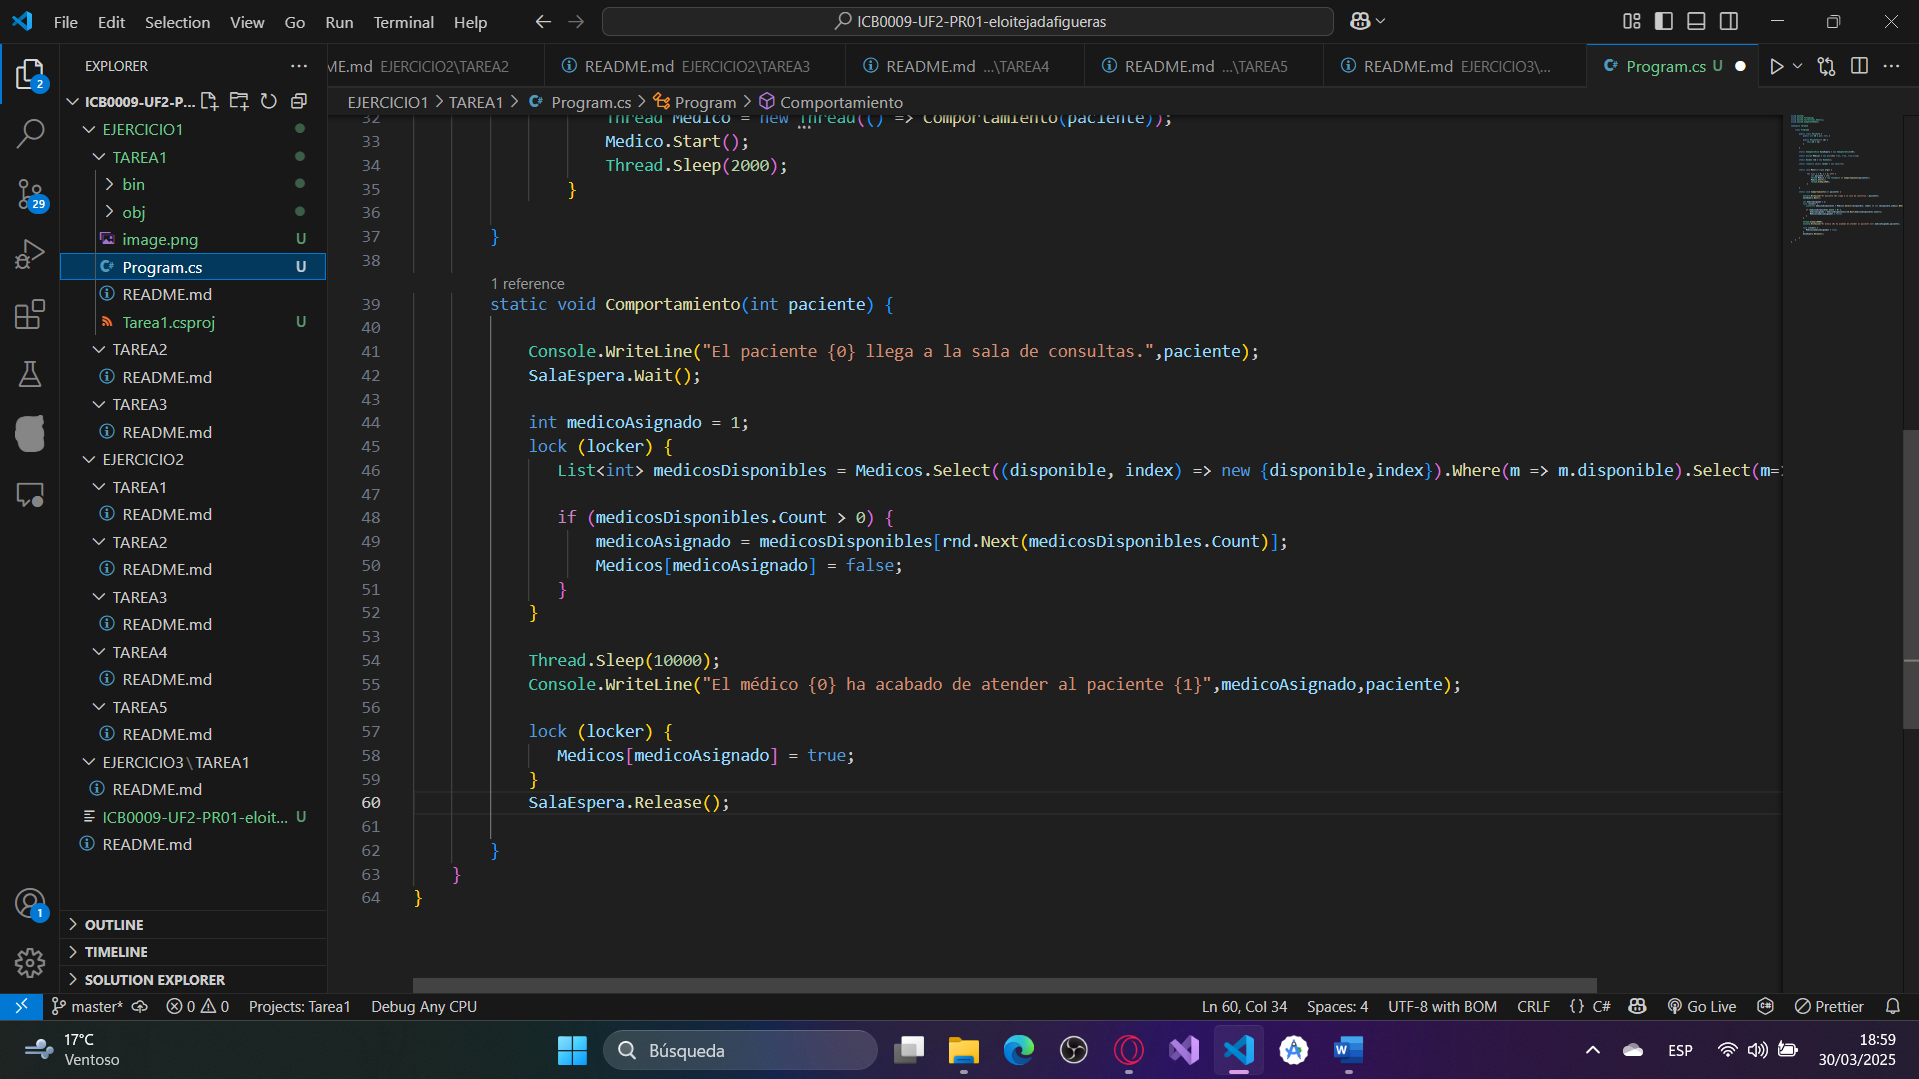 File Edit Selection View Go Run Terminal Help
ICB0009-UF2-PR01-eloitejadafigueras
EXPLORER
ICB0009-UF2-P...
EJERCICIO1
TAREA1
bin
obj
image.png U
Program.cs U
README.md
Tarea1.csproj U
TAREA2
README.md
TAREA3
README.md
EJERCICIO2
TAREA1
README.md
TAREA2
README.md
TAREA3
README.md
TAREA4
README.md
TAREA5
README.md
EJERCICIO3\TAREA1
README.md
ICB0009-UF2-PR01-eloit... U
README.md
OUTLINE
TIMELINE
SOLUTION EXPLORER
2
29
1
ME.md EJERCICIO2\TAREA2 README.md EJERCICIO2\TAREA3 README.md ...\TAREA4 README.md ...\TAREA5 README.md EJERCICIO3\... Program.cs U
EJERCICIO1 > TAREA1 > Program.cs > Program > Comportamiento
32 Thread Medico = new Thread(() => Comportamiento(paciente));
33 Medico.Start();
34 Thread.Sleep(2000);
35 }
36
37 }
38
1 reference
39 static void Comportamiento(int paciente) {
40
41 Console.WriteLine("El paciente {0} llega a la sala de consultas.",paciente);
42 SalaEspera.Wait();
43
44 int medicoAsignado = 1;
45 lock (locker) {
46 List<int> medicosDisponibles = Medicos.Select((disponible, index) => new {disponible,index}).Where(m => m.disponible).Select(m=>
47
48 if (medicosDisponibles.Count > 0) {
49 medicoAsignado = medicosDisponibles[rnd.Next(medicosDisponibles.Count)];
50 Medicos[medicoAsignado] = false;
51 }
52 }
53
54 Thread.Sleep(10000);
55 Console.WriteLine("El médico {0} ha acabado de atender al paciente {1}",medicoAsignado,paciente);
56
57 lock (locker) {
58 Medicos[medicoAsignado] = true;
59 }
60 SalaEspera.Release();
61
62 }
63 }
64 }
master* 0 0 Projects: Tarea1 Debug Any CPU
Ln 60, Col 34 Spaces: 4 UTF-8 with BOM CRLF {} C# Go Live Prettier
17°C
Ventoso
Búsqueda
ESP
18:59
30/03/2025